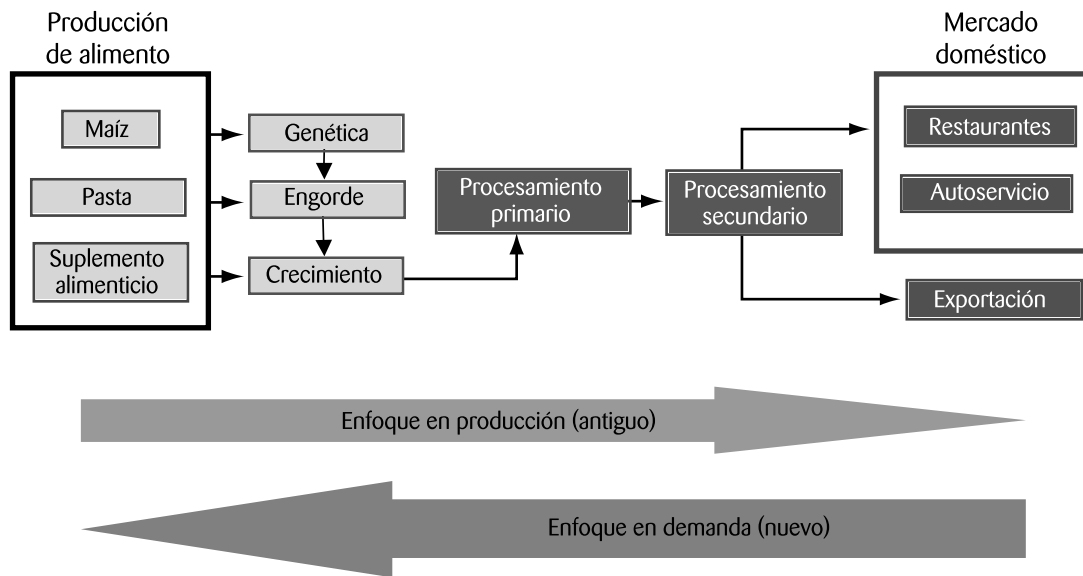 Producción
de alimento
Mercado
doméstico
Maíz
Genética
Restaurantes
Pasta
Engorde
Procesamiento
primario
Procesamiento
secundario
Autoservicio
Suplemento
alimenticio
Crecimiento
Exportación
Enfoque en producción (antiguo)
Enfoque en demanda (nuevo)